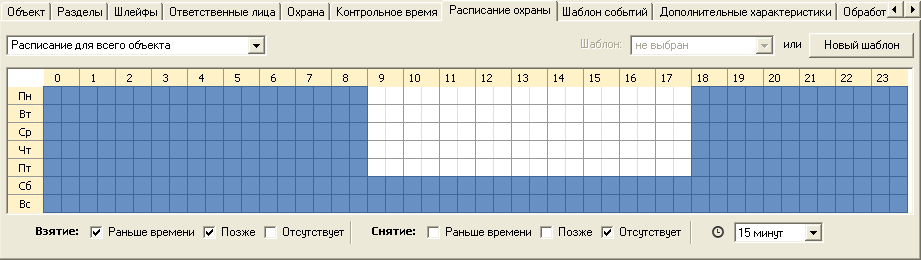 Объект Разделы Шлейфы Ответственные лица Охрана Контрольное время Расписание охраны Шаблон событий Дополнительные характеристики Обработ
Расписание для всего объекта Шаблон: не выбран или Новый шаблон
0 1 2 3 4 5 6 7 8 9 10 11 12 13 14 15 16 17 18 19 20 21 22 23
Пн
Вт
Ср
Чт
Пт
Сб
Вс
Взятие: Раньше времени Позже Отсутствует Снятие: Раньше времени Позже Отсутствует 15 минут